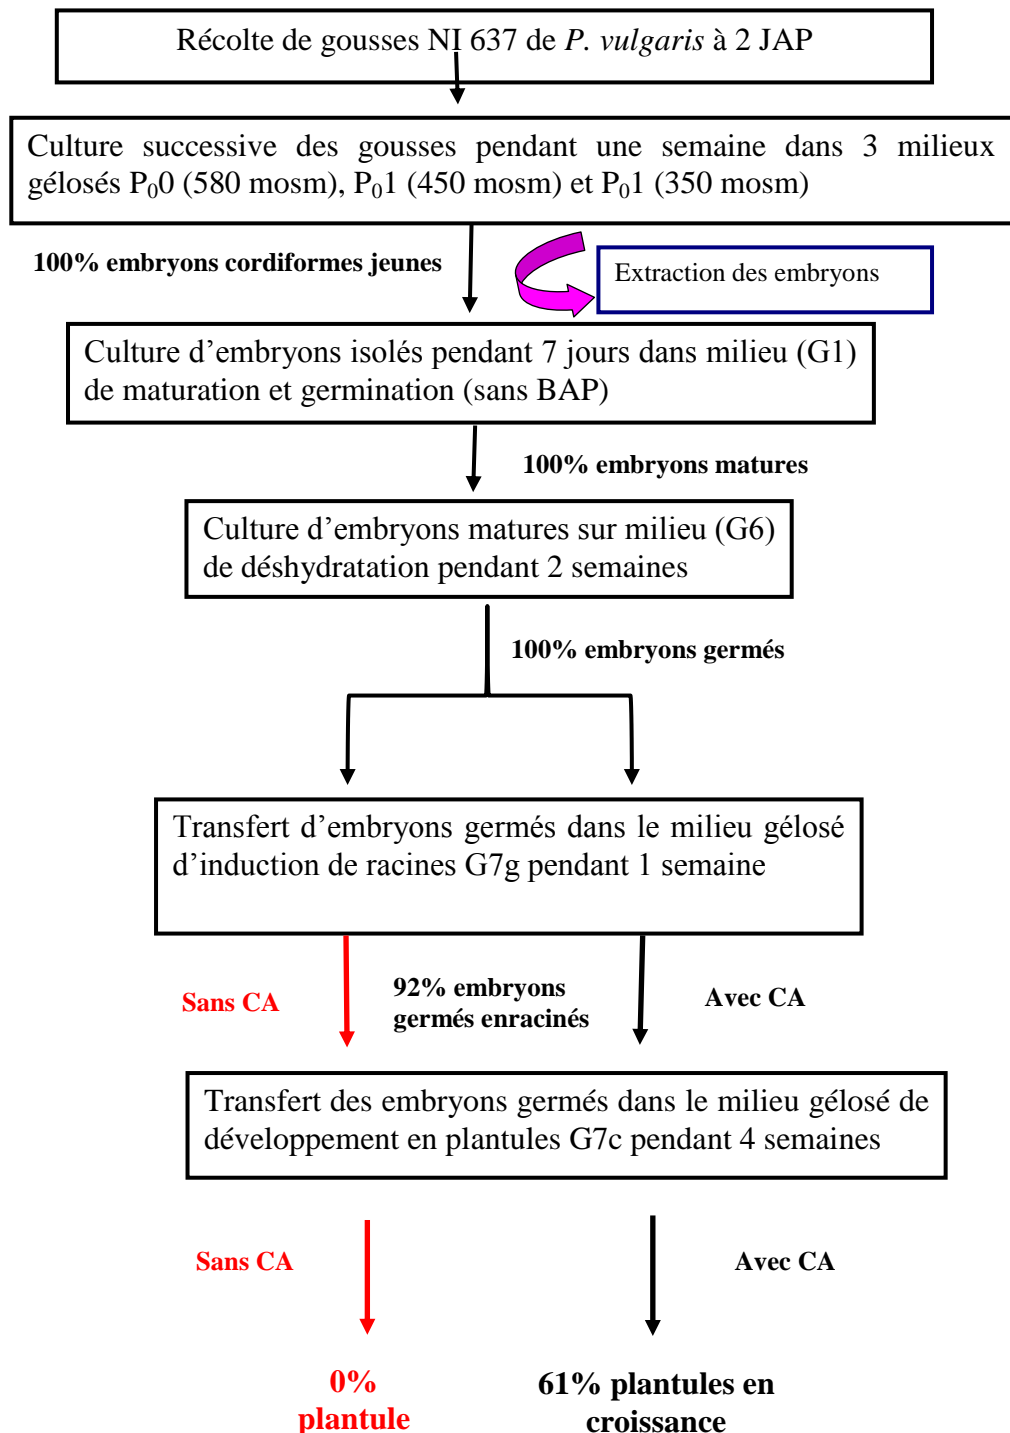 Récolte de gousses NI 637 de P. vulgaris à 2 JAP
Culture successive des gousses pendant une semaine dans 3 milieux
gélosés P₀0 (580 mosm), P₀1 (450 mosm) et P₀1 (350 mosm)
100% embryons cordiformes jeunes
Extraction des embryons
Culture d’embryons isolés pendant 7 jours dans milieu (G1)
de maturation et germination (sans BAP)
100% embryons matures
Culture d’embryons matures sur milieu (G6)
de déshydratation pendant 2 semaines
100% embryons germés
Transfert d’embryons germés dans le milieu gélosé
d’induction de racines G7g pendant 1 semaine
Sans CA
92% embryons
germés enracinés
Avec CA
Transfert des embryons germés dans le milieu gélosé de
développement en plantules G7c pendant 4 semaines
Sans CA
Avec CA
0%
plantule
61% plantules en
croissance